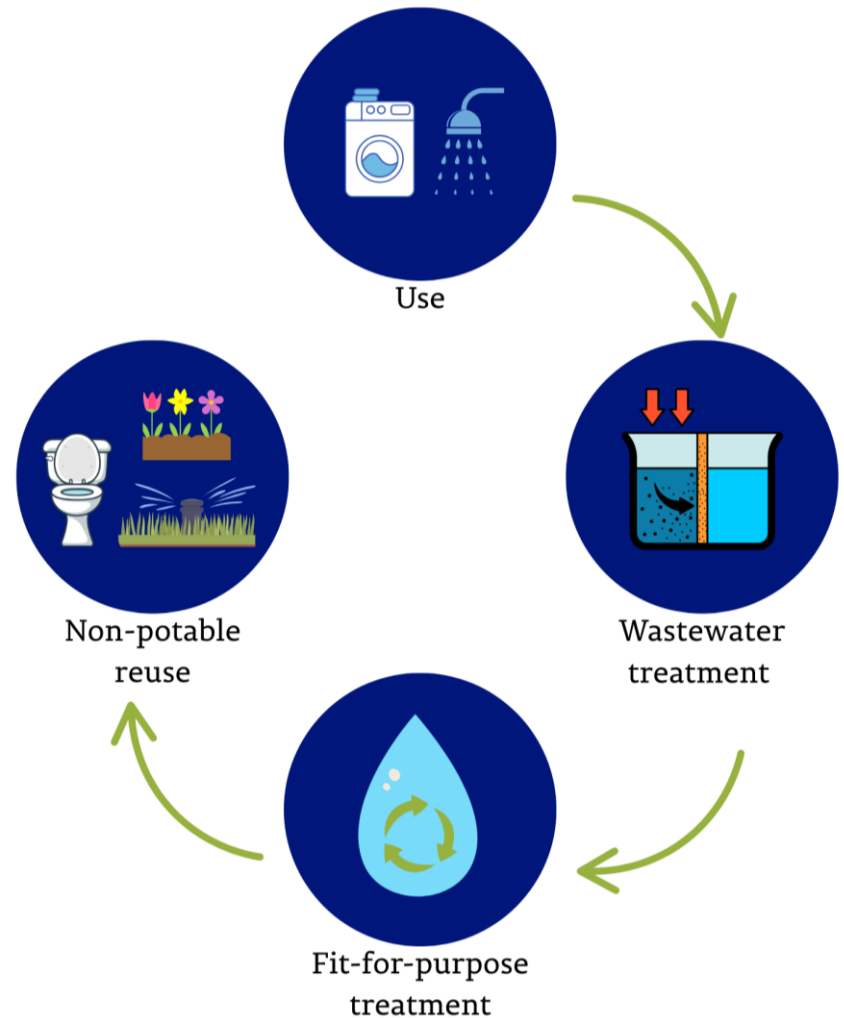 Use
Non-potable
reuse
Wastewater
treatment
Fit-for-purpose
treatment